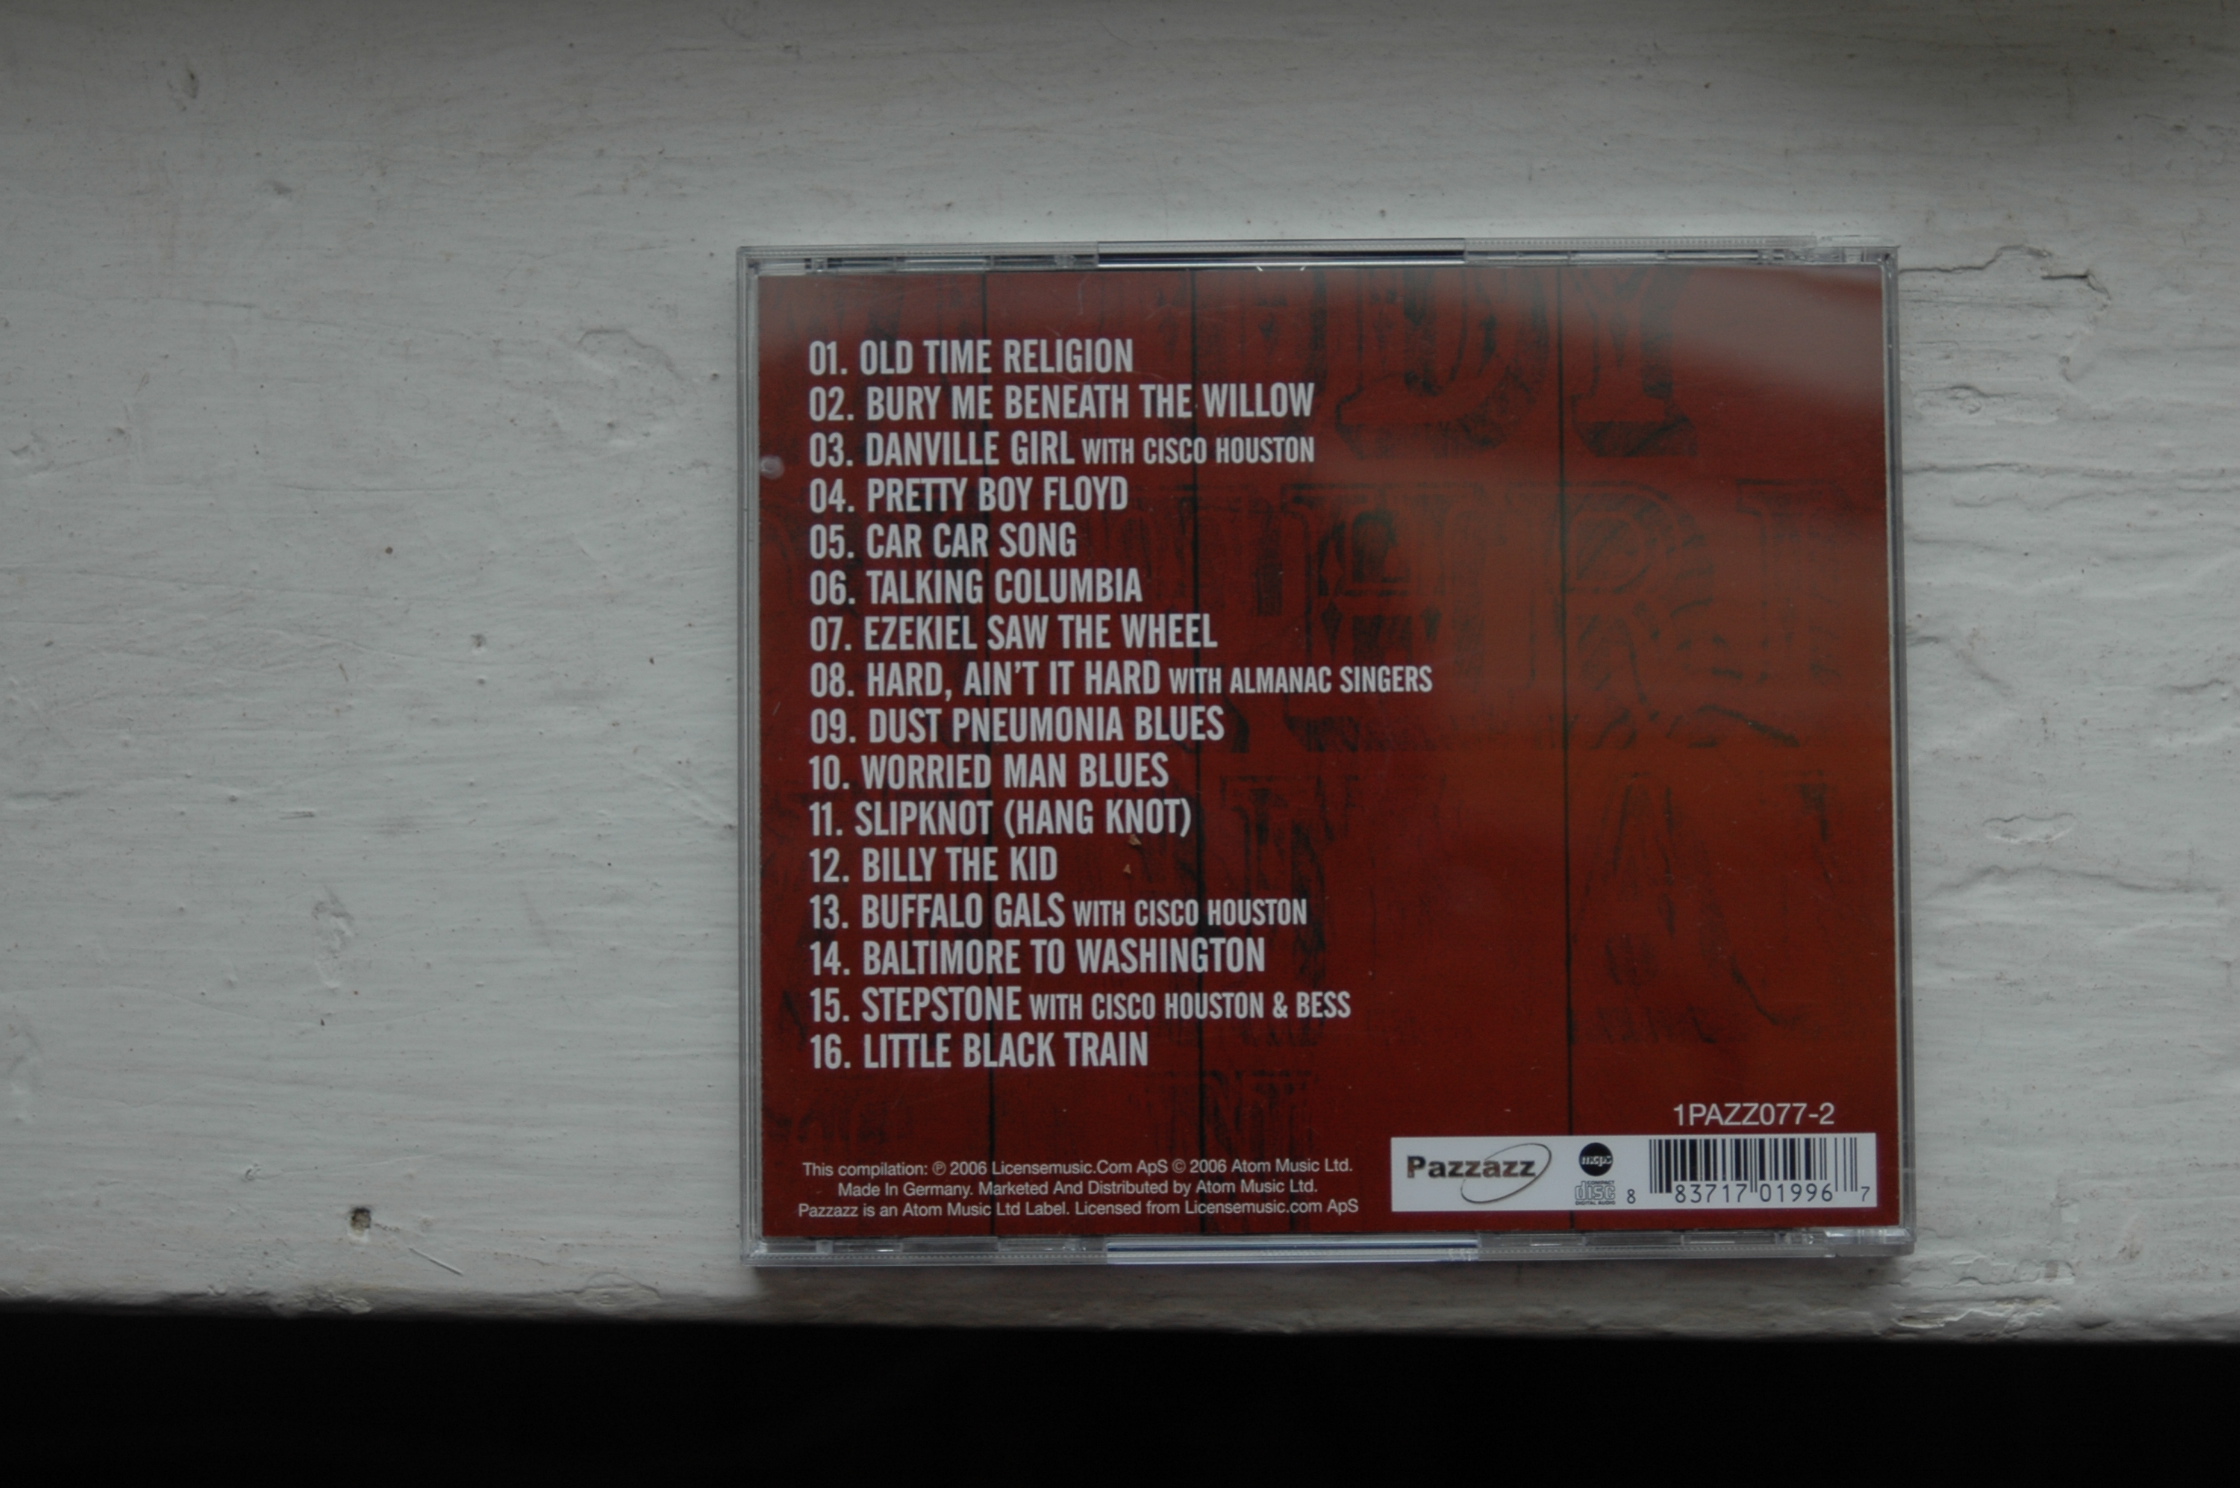 01. OLD TIME RELIGION
02. BURY ME BENEATH THE WILLOW
03. DANVILLE GIRL WITH CISCO HOUSTON
04. PRETTY BOY FLOYD
05. CAR CAR SONG
06. TALKING COLUMBIA
07. EZEKIEL SAW THE WHEEL
08. HARD, AIN'T IT HARD WITH ALMANAC SINGERS
09. DUST PNEUMONIA BLUES
10. WORRIED MAN BLUES
11. SLIPKNOT (HANG KNOT)
12. BILLY THE KID
13. BUFFALO GALS WITH CISCO HOUSTON
14. BALTIMORE TO WASHINGTON
15. STEPSTONE WITH CISCO HOUSTON & BESS
16. LITTLE BLACK TRAIN
1PAZZ077-2
This compilation: ℗ 2006 Licensemusic.Com ApS © 2006 Atom Music Ltd.
Made In Germany. Marketed And Distributed by Atom Music Ltd.
Pazzazz is an Atom Music Ltd Label. Licensed from Licensemusic.com ApS
Pazzazz
mcps
COMPACT
disc
DIGITAL AUDIO
8 83717 01996 7